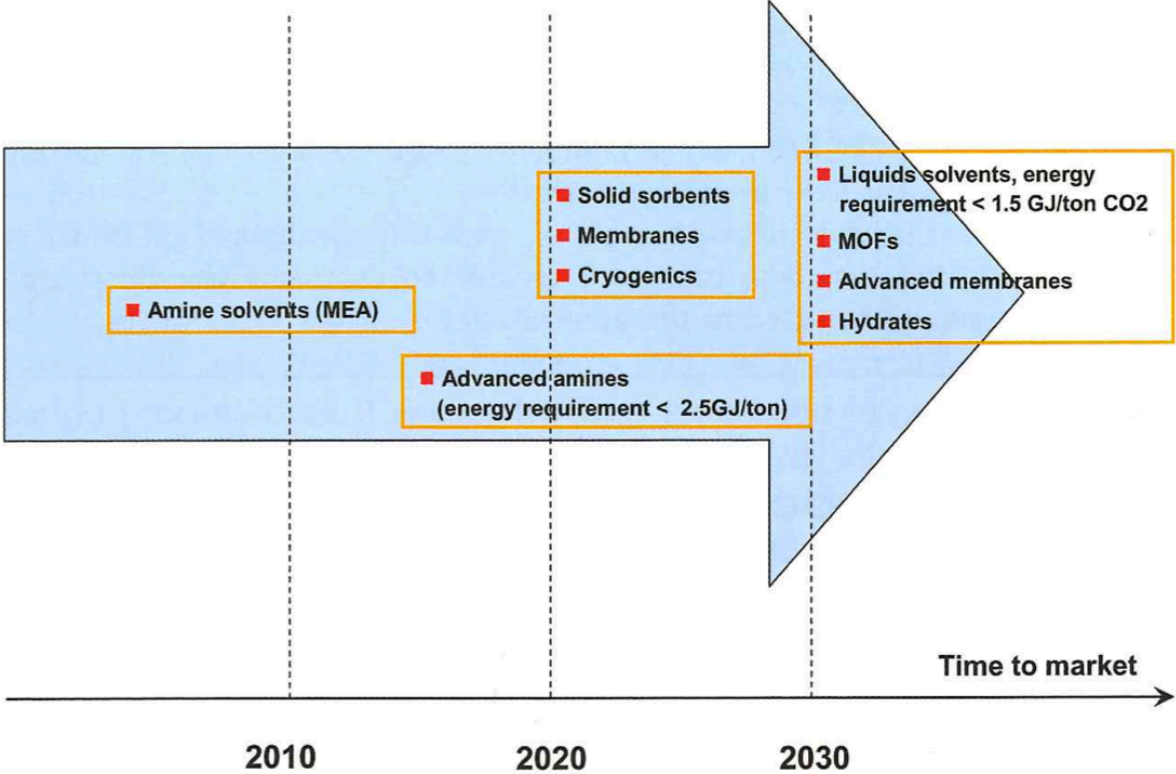 Amine solvents (MEA)
Advanced amines
(energy requirement < 2.5GJ/ton)
Solid sorbents
Membranes
Cryogenics
Liquids solvents, energy
requirement < 1.5 GJ/ton CO2
MOFs
Advanced membranes
Hydrates
Time to market
2010
2020
2030